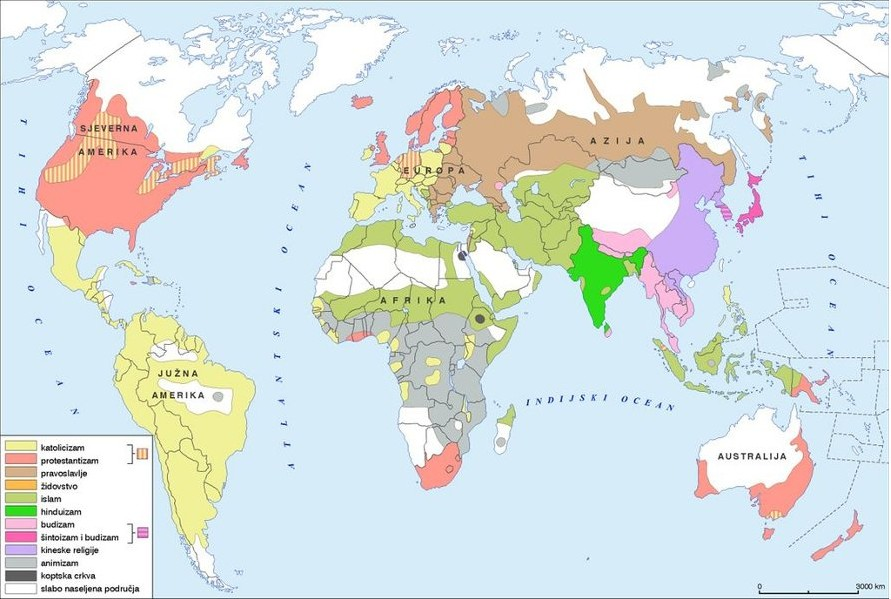 SJEVERNA
AMERIKA
EUROPA
AZIJA
TIHI OCEAN
ATLANTSKI OCEAN
TIHI OCEAN
AFRIKA
JUŽNA
AMERIKA
INDIJSKI OCEAN
AUSTRALIJA
katolicizam
protestantizam
pravoslavlje
židovstvo
islam
hinduizam
budizam
šintoizam i budizam
kineske religije
animizam
koptska crkva
slabo naseljena područja
0 3000 km